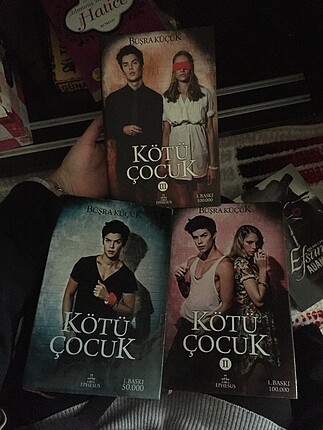 Hatice
BÜŞRA KÜÇÜK
KÖTÜ
ÇOCUK
III
EPHESUS
1. BASKI
100.000
BÜŞRA KÜÇÜK
KÖTÜ
ÇOCUK
EPHESUS
1. BASKI
50.000
BÜŞRA KÜÇÜK
KÖTÜ
ÇOCUK
II
EPHESUS
1. BASKI
100.000